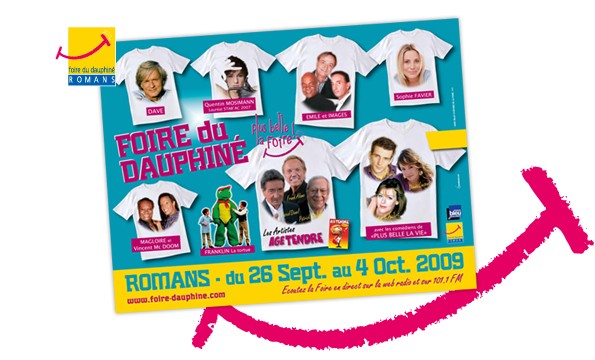 foire du dauphiné
ROMANS
DAVE
Quentin MOSIMANN
Lauréat STAR'AC 2007
EMILE et IMAGES
Sophie FAVIER
FOIRE du
DAUPHINÉ
plus belle
la Foire !
MAGLOIRE et
Vincent Mc DOOM
FRANKLIN La tortue
Les Artistes
AGE TENDRE
avec les comédiens de
«PLUS BELLE LA VIE»
bleu
ROMANS - du 26 Sept. au 4 Oct. 2009
www.foire-dauphine.com
Ecoutez la Foire en direct sur la web radio et sur 101.1 FM